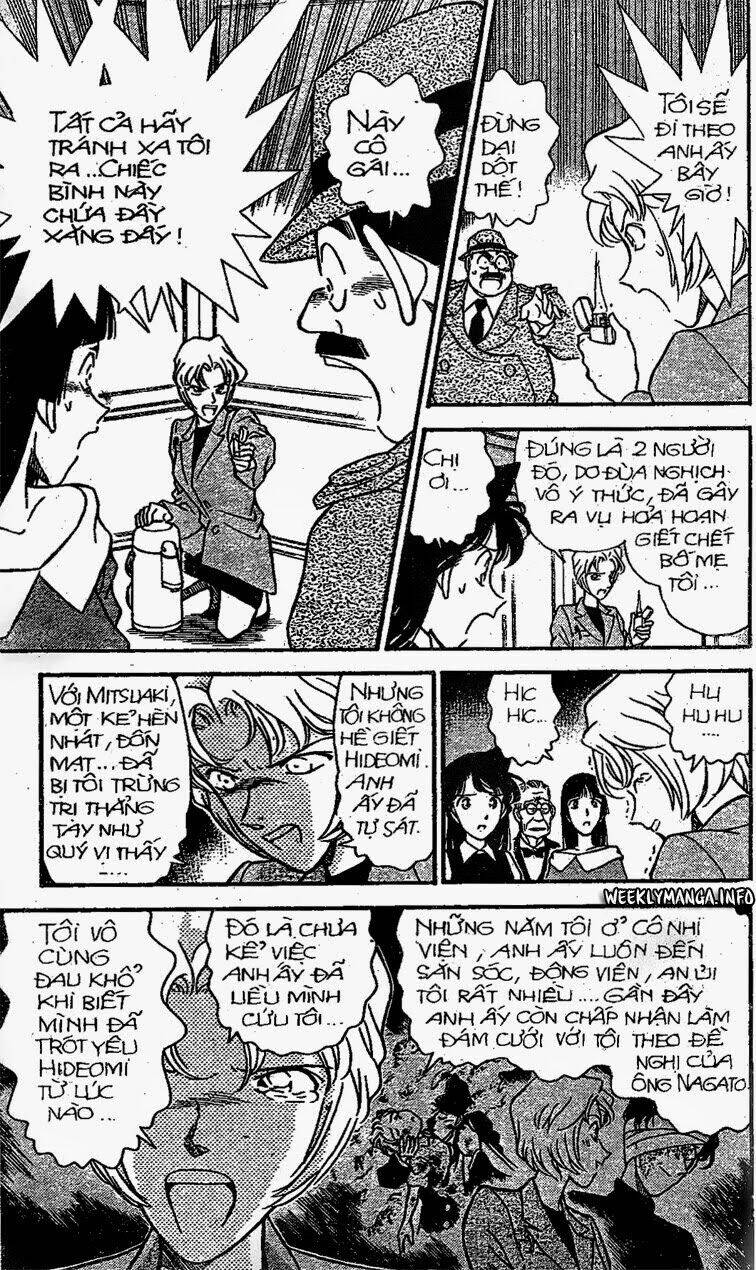 TÔI SẼ
ĐI THEO
ANH ẤY
BÂY
GIỜ!
ĐỪNG
DẠI
DỘT
THẾ!
NÀY
CÔ
GÁI...
TẤT CẢ HÃY
TRÁNH XA TÔI
RA...CHIẾC
BÌNH NÀY
CHỨA ĐẦY
XĂNG ĐẤY!
ĐÚNG LÀ 2 NGƯỜI
ĐÓ, DO ĐÙA NGHỊCH
VÔ Ý THỨC, ĐÃ GÂY
RA VỤ HỎA HOẠN
GIẾT CHẾT
BỐ MẸ
TÔI...
CHỊ
ƠI...
HU
HU HU
HIC
HIC...
NHƯNG
TÔI KHÔNG
HỀ GIẾT
HIDEOMI.
ANH
ẤY ĐÃ
TỰ SÁT.
VỚI MITSUAKI,
MỘT KẺ HÈN
NHÁT, ĐỐN
MẠT... ĐÃ
BỊ TÔI TRỪNG
TRỊ THẲNG
TAY NHƯ
QUÝ VỊ THẤY
....
WEEKLYMANGA.INFO
NHỮNG NĂM TÔI Ở CÔ NHI
VIỆN, ANH ẤY LUÔN ĐẾN
SĂN SÓC, ĐỘNG VIÊN, AN ỦI
TÔI RẤT NHIỀU.... GẦN ĐÂY
ANH ẤY CÒN CHẤP NHẬN LÀM
ĐÁM CƯỚI VỚI TÔI THEO ĐỀ
NGHỊ CỦA
ÔNG NAGATO.
ĐÓ LÀ CHƯA
KỂ VIỆC
ANH ẤY ĐÃ
LIỀU MÌNH
CỨU TÔI...
TÔI VÔ
CÙNG
ĐAU KHỔ
KHI BIẾT
MÌNH ĐÃ
TRÓT YÊU
HIDEOMI
TỪ LÚC
NÀO...